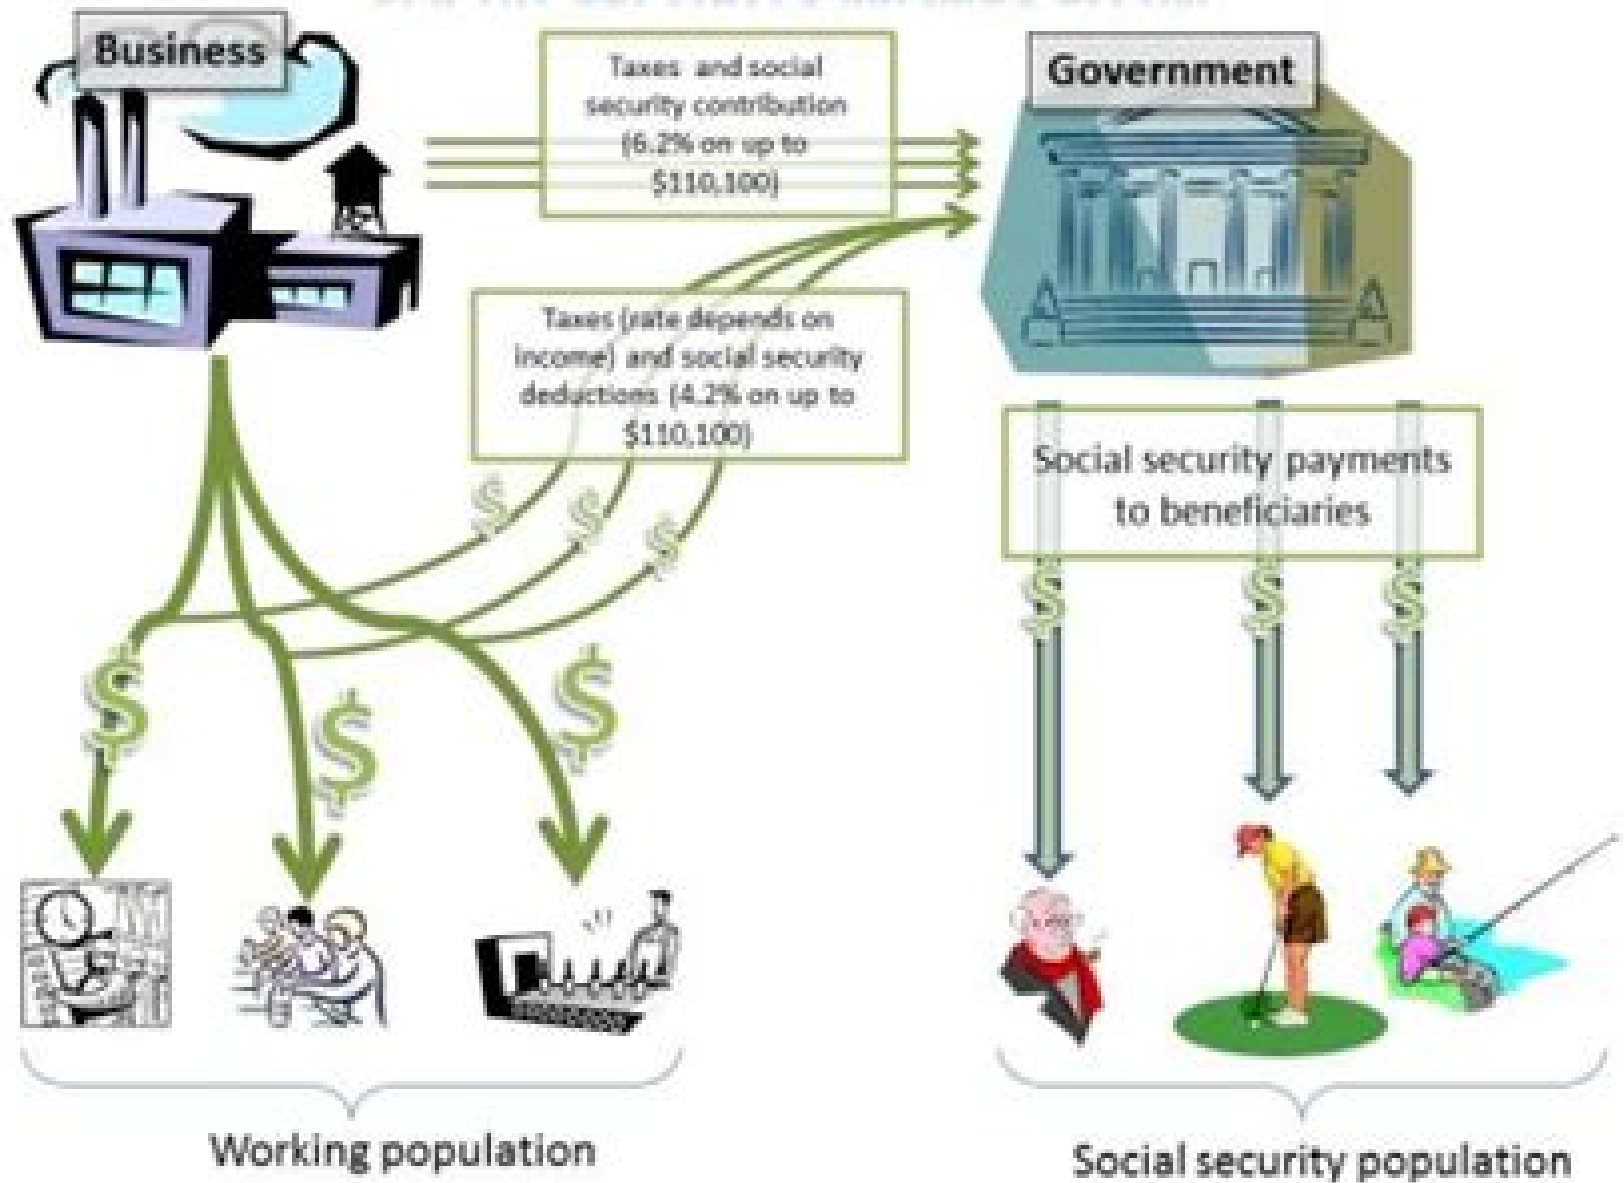 Business
Taxes and social
security contribution
(6.2% on up to
$110,100)
Government
Taxes (rate depends on
income) and social security
deductions (4.2% on up to
$110,100)
Social security payments
to beneficiaries
$ $ $
$ $ $
$ $ $
Working population
Social security population